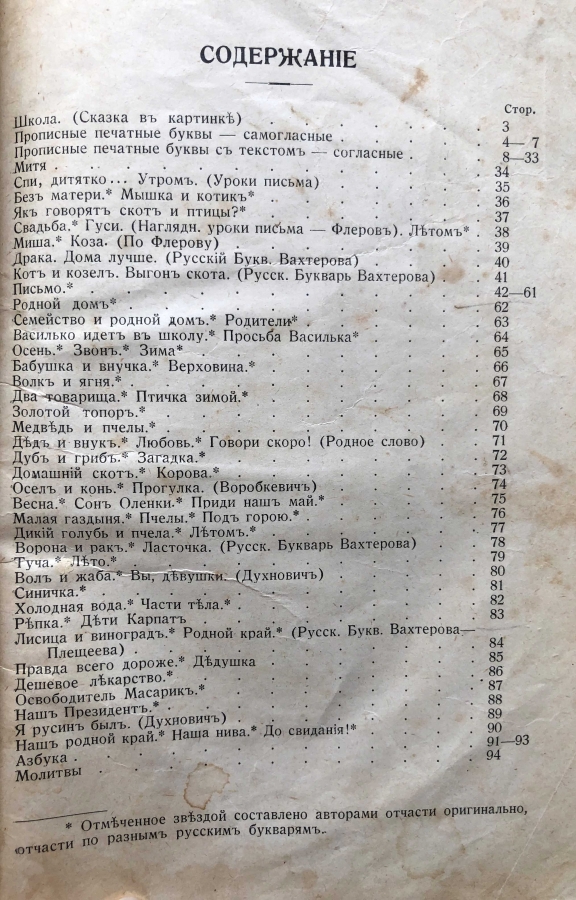 СОДЕРЖАНІЕ
Стор.
Школа. (Сказка въ картинкѣ) 3
Прописные печатные буквы — самогласные 4—7
Прописные печатные буквы съ текстомъ — согласные 8—33
Митя 34
Спи, дитятко... Утромъ. (Уроки письма) 35
Безъ матери.* Мышка и котикъ* 36
Якъ говорятъ скотъ и птицы?* 37
Свадьба.* Гуси. (Наглядн. уроки письма — Флеровъ). Лѣтомъ* 38
Миша.* Коза. (По Флерову) 39
Драка. Дома лучше. (Русскій Букв. Вахтерова) 40
Котъ и козелъ. Выгонъ скота. (Русск. Букварь Вахтерова) 41
Письмо.* 42—61
Родной домъ* 62
Семейство и родной домъ.* Родители* 63
Василько идетъ въ школу.* Просьба Василька* 64
Осень.* Звонъ.* Зима* 65
Бабушка и внучка.* Верховина.* 66
Волкъ и ягня.* 67
Два товарища.* Птичка зимой.* 68
Золотой топоръ.* 69
Медвѣдь и пчелы.* 70
Дѣдъ и внукъ.* Любовь.* Говори скоро! (Родное слово) 71
Дубъ и грибъ.* Загадка.* 72
Домашній скотъ.* Корова.* 73
Оселъ и конь.* Прогулка. (Воробкевичъ) 74
Весна.* Сонъ Оленки.* Приди нашъ май.* 75
Малая газдыня.* Пчелы.* Подъ горою.* 76
Дикій голубь и пчела.* Лѣтомъ.* 77
Ворона и ракъ.* Ласточка. (Русск. Букварь Вахтерова) 78
Туча.* Лѣто.* 79
Волъ и жаба.* Вы, дѣвушки. (Духновичъ) 80
Синичка.* 81
Холодная вода.* Части тѣла.* 82
Рѣпка.* Дѣти Карпатъ 83
Лисица и виноградъ.* Родной край.* (Русск. Букв. Вахтерова—
Плещеева) 84
Правда всего дороже.* Дѣдушка 85
Дешевое лѣкарство.* 86
Освободитель Масарикъ.* 87
Нашъ Президентъ.* 88
Я русинъ былъ. (Духновичъ) 89
Нашъ родной край.* Наша нива.* До свиданія!* 90
Азбука 91—93
Молитвы 94
* Отмѣченное звѣздой составлено авторами отчасти оригинально,
отчасти по разнымъ русскимъ букварямъ.